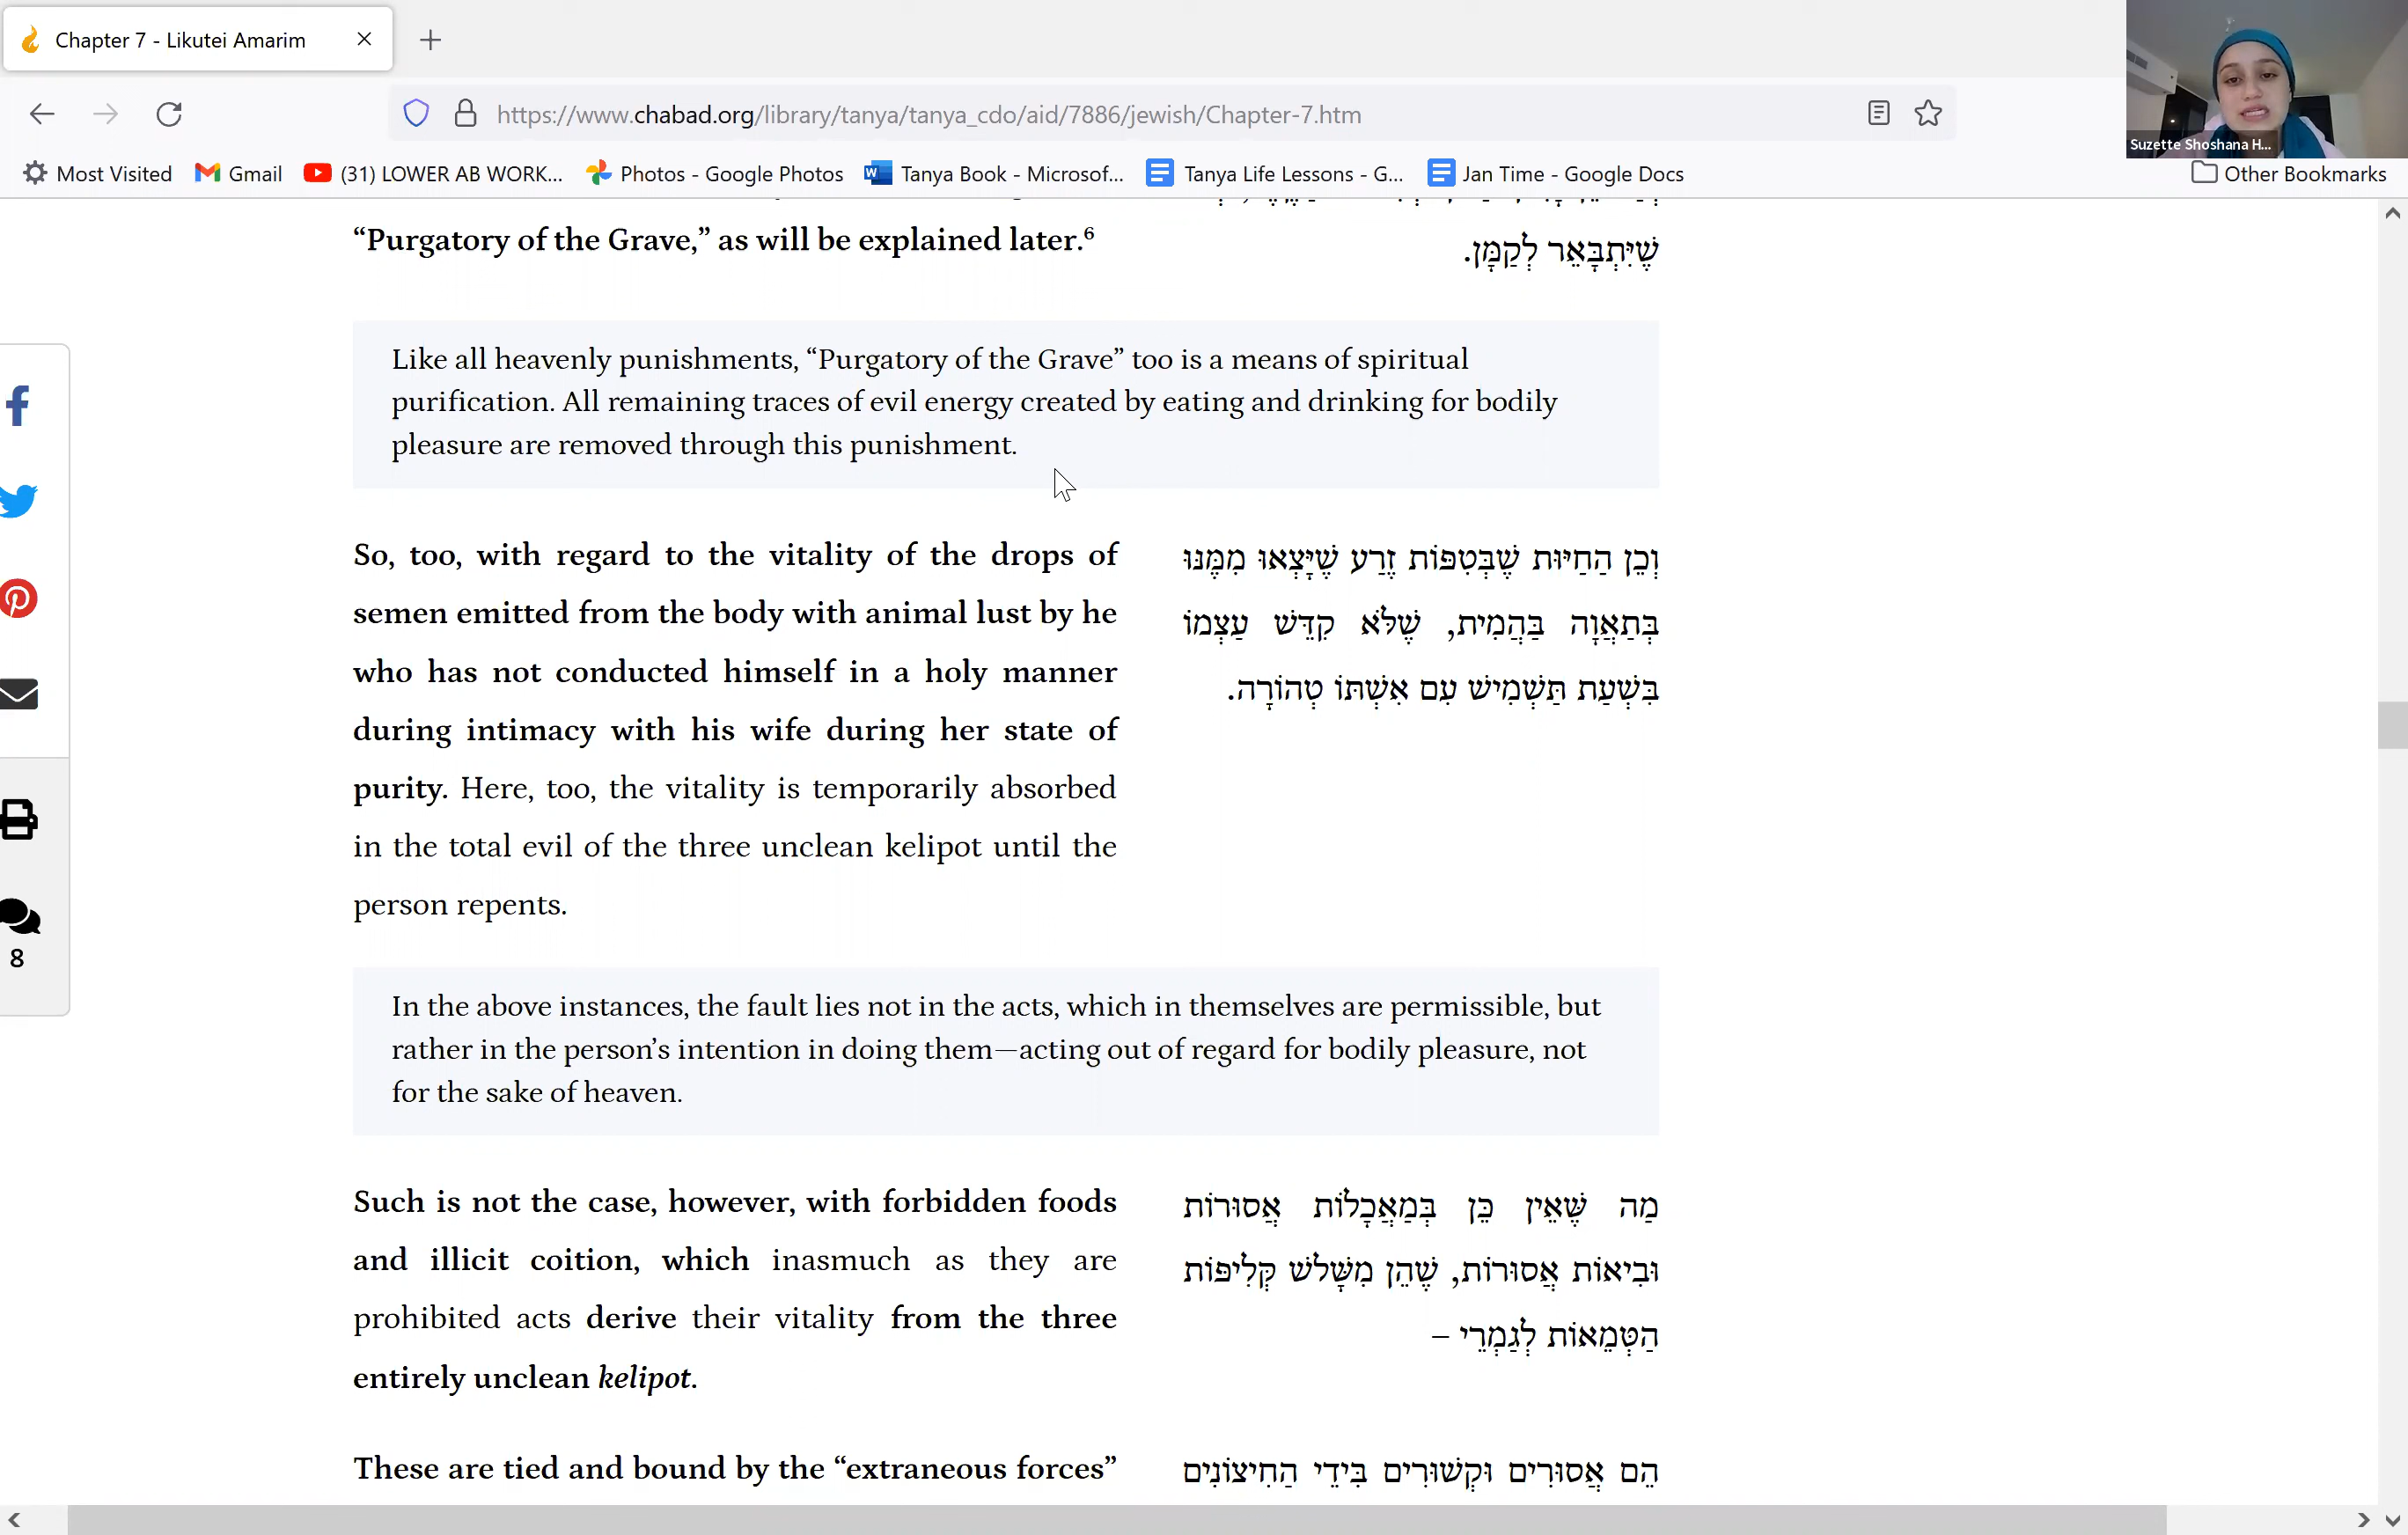 Chapter 7 - Likutei Amarim
https://www.chabad.org/library/tanya/tanya_cdo/aid/7886/jewish/Chapter-7.htm
Suzette Shoshana H...
Most Visited
Gmail
(31) LOWER AB WORK...
Photos - Google Photos
Tanya Book - Microsof...
Tanya Life Lessons - G...
Jan Time - Google Docs
Other Bookmarks
“Purgatory of the Grave,” as will be explained later.⁶
שֶׁיִּתְבָּאֵר לְקַמָּן.
Like all heavenly punishments, “Purgatory of the Grave” too is a means of spiritual
purification. All remaining traces of evil energy created by eating and drinking for bodily
pleasure are removed through this punishment.
So, too, with regard to the vitality of the drops of
semen emitted from the body with animal lust by he
who has not conducted himself in a holy manner
during intimacy with his wife during her state of
purity. Here, too, the vitality is temporarily absorbed
in the total evil of the three unclean kelipot until the
person repents.
וְכֵן הַחַיּוּת שֶׁבְּטִפּוֹת זֶרַע שֶׁיָּצְאוּ מִמֶּנּוּ
בְּתַאֲוָה בַּהֲמִית, שֶׁלֹּא קִדֵּשׁ עַצְמוֹ
בִּשְׁעַת תַּשְׁמִישׁ עִם אִשְׁתּוֹ טְהוֹרָה.
In the above instances, the fault lies not in the acts, which in themselves are permissible, but
rather in the person’s intention in doing them—acting out of regard for bodily pleasure, not
for the sake of heaven.
Such is not the case, however, with forbidden foods
and illicit coition, which inasmuch as they are
prohibited acts derive their vitality from the three
entirely unclean kelipot.
מַה שֶּׁאֵין כֵּן בְּמַאֲכָלוֹת אֲסוּרוֹת
וּבִיאוֹת אֲסוּרוֹת, שֶׁהֵן מִשָּׁלֹשׁ קְלִיפּוֹת
הַטְּמֵאוֹת לְגַמְרֵי –
These are tied and bound by the “extraneous forces”
הֵם אֲסוּרִים וּקְשׁוּרִים בִּידֵי הַחִיצוֹנִים
8